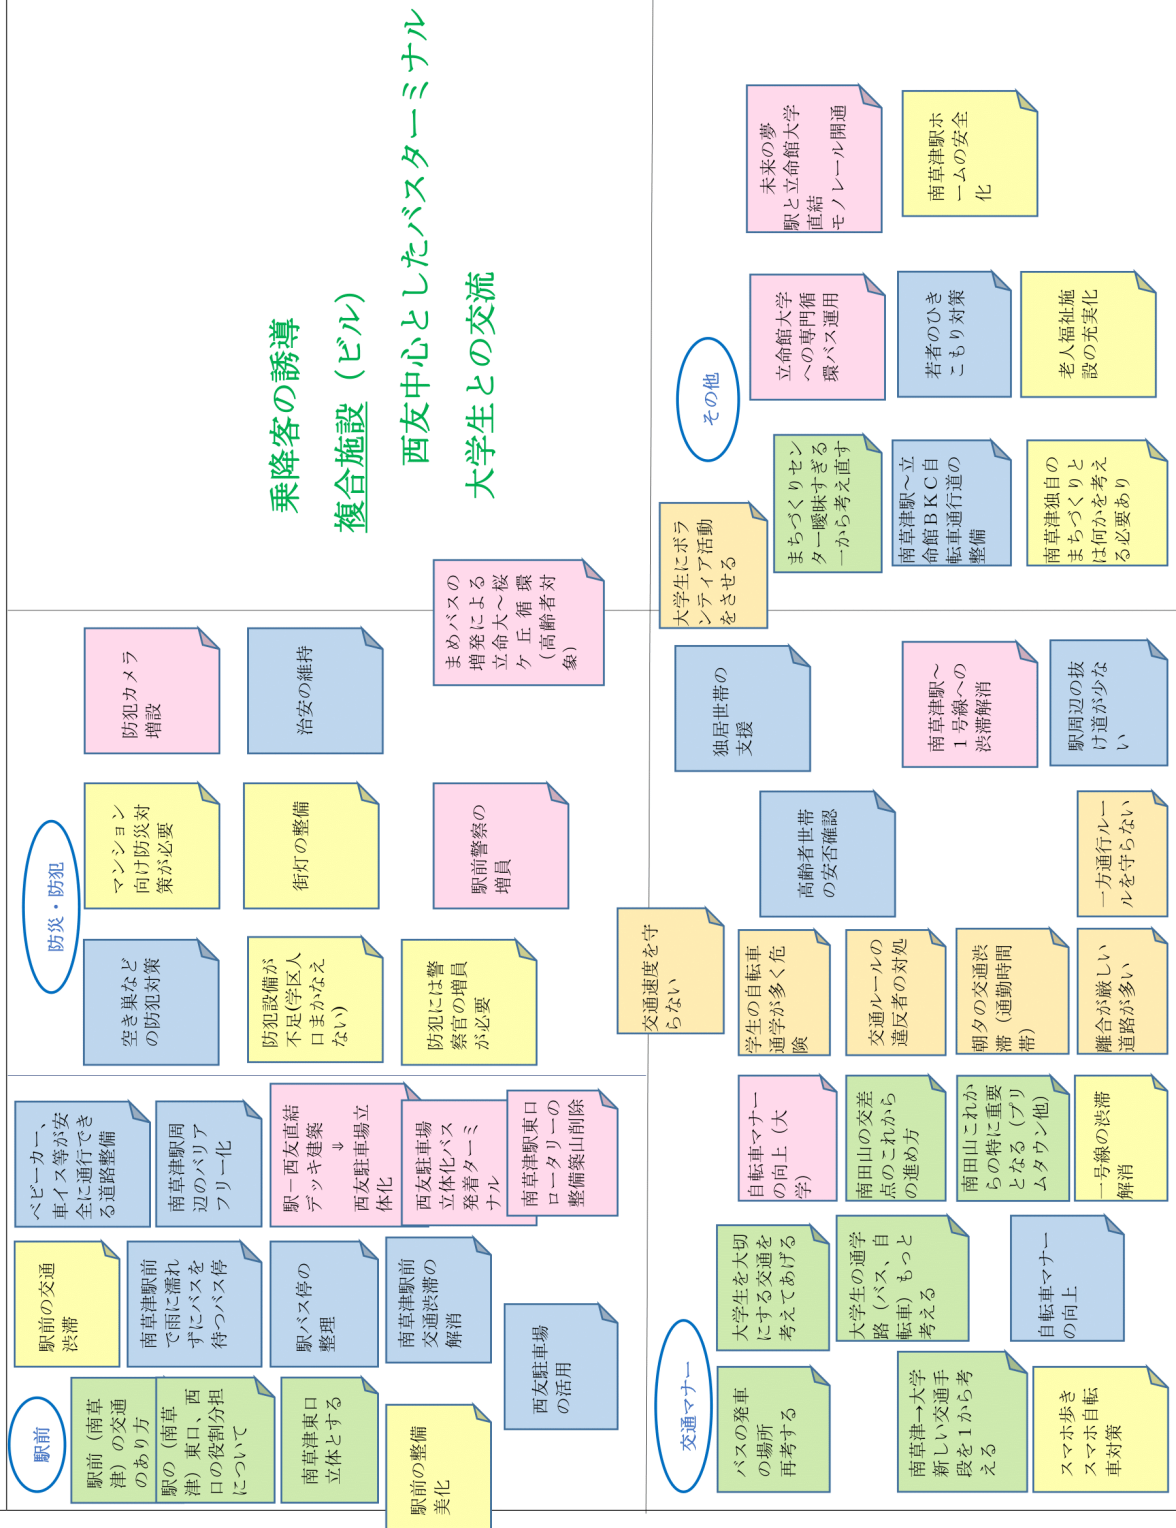 駅前
駅前（南草
津）の交通
のあり方
駅の（南草
津）東口、西
口の役割分担
について
南草津東口
立体とする
駅前の整備
美化
駅前の交通
渋滞
南草津駅前
で雨に濡れ
ずにバスを
待つバス停
駅バス停の
整理
南草津駅前
交通渋滞の
解消
西友駐車場
の活用
ベビーカー、
車イス等が安
全に通行でき
る道路整備
南草津駅周
辺のバリア
フリー化
駅－西友直結
デッキ建築
⇓
西友駐車場立
体化
西友駐車場
立体化バス
発着ターミ
ナル
南草津駅東口
ロータリーの
整備築山削除
防災・防犯
空き巣など
の防犯対策
防犯設備が
不足(学区人
口まかなえ
ない)
防犯には警
察官の増員
が必要
マンション
向け防災対
策が必要
街灯の整備
駅前警察の
増員
防犯カメラ
増設
治安の維持
まめバスの
増発による
立命大～桜
ケ丘循環
（高齢者対
象）
乗降客の誘導
複合施設（ビル）
西友中心としたバスターミナル
大学生との交流
交通マナー
バスの発車
の場所
再考する
南草津→大学
新しい交通手
段を１から考
える
スマホ歩き
スマホ自転
車対策
大学生を大切
にする交通を
考えてあげる
大学生の通学
路（バス、自
転車）もっと
考える
自転車マナー
の向上
自転車マナー
の向上（大
学）
南田山の交差
点のこれから
の進め方
南田山これか
らの特に重要
となる（プリ
ムタウン他）
一号線の渋滞
解消
交通速度を守
らない
学生の自転車
通学が多く危
険
交通ルールの
違反者の対処
朝夕の交通渋
滞（通勤時間
帯）
離合が厳しい
道路が多い
高齢者世帯
の安否確認
一方通行ルー
ルを守らない
独居世帯の
支援
南草津駅～
１号線への
渋滞解消
駅周辺の抜
け道が少な
い
その他
大学生にボラ
ンティア活動
をさせる
まちづくりセン
ター曖昧すぎる
一から考え直す
南草津駅～立
命館ＢＫＣ自
転車通行道の
整備
南草津独自の
まちづくりと
は何かを考え
る必要あり
立命館大学
への専門循
環バス運用
若者のひき
こもり対策
老人福祉施
設の充実化
未来の夢
駅と立命館大学
直結
モノレール開通
南草津駅ホ
ームの安全
化